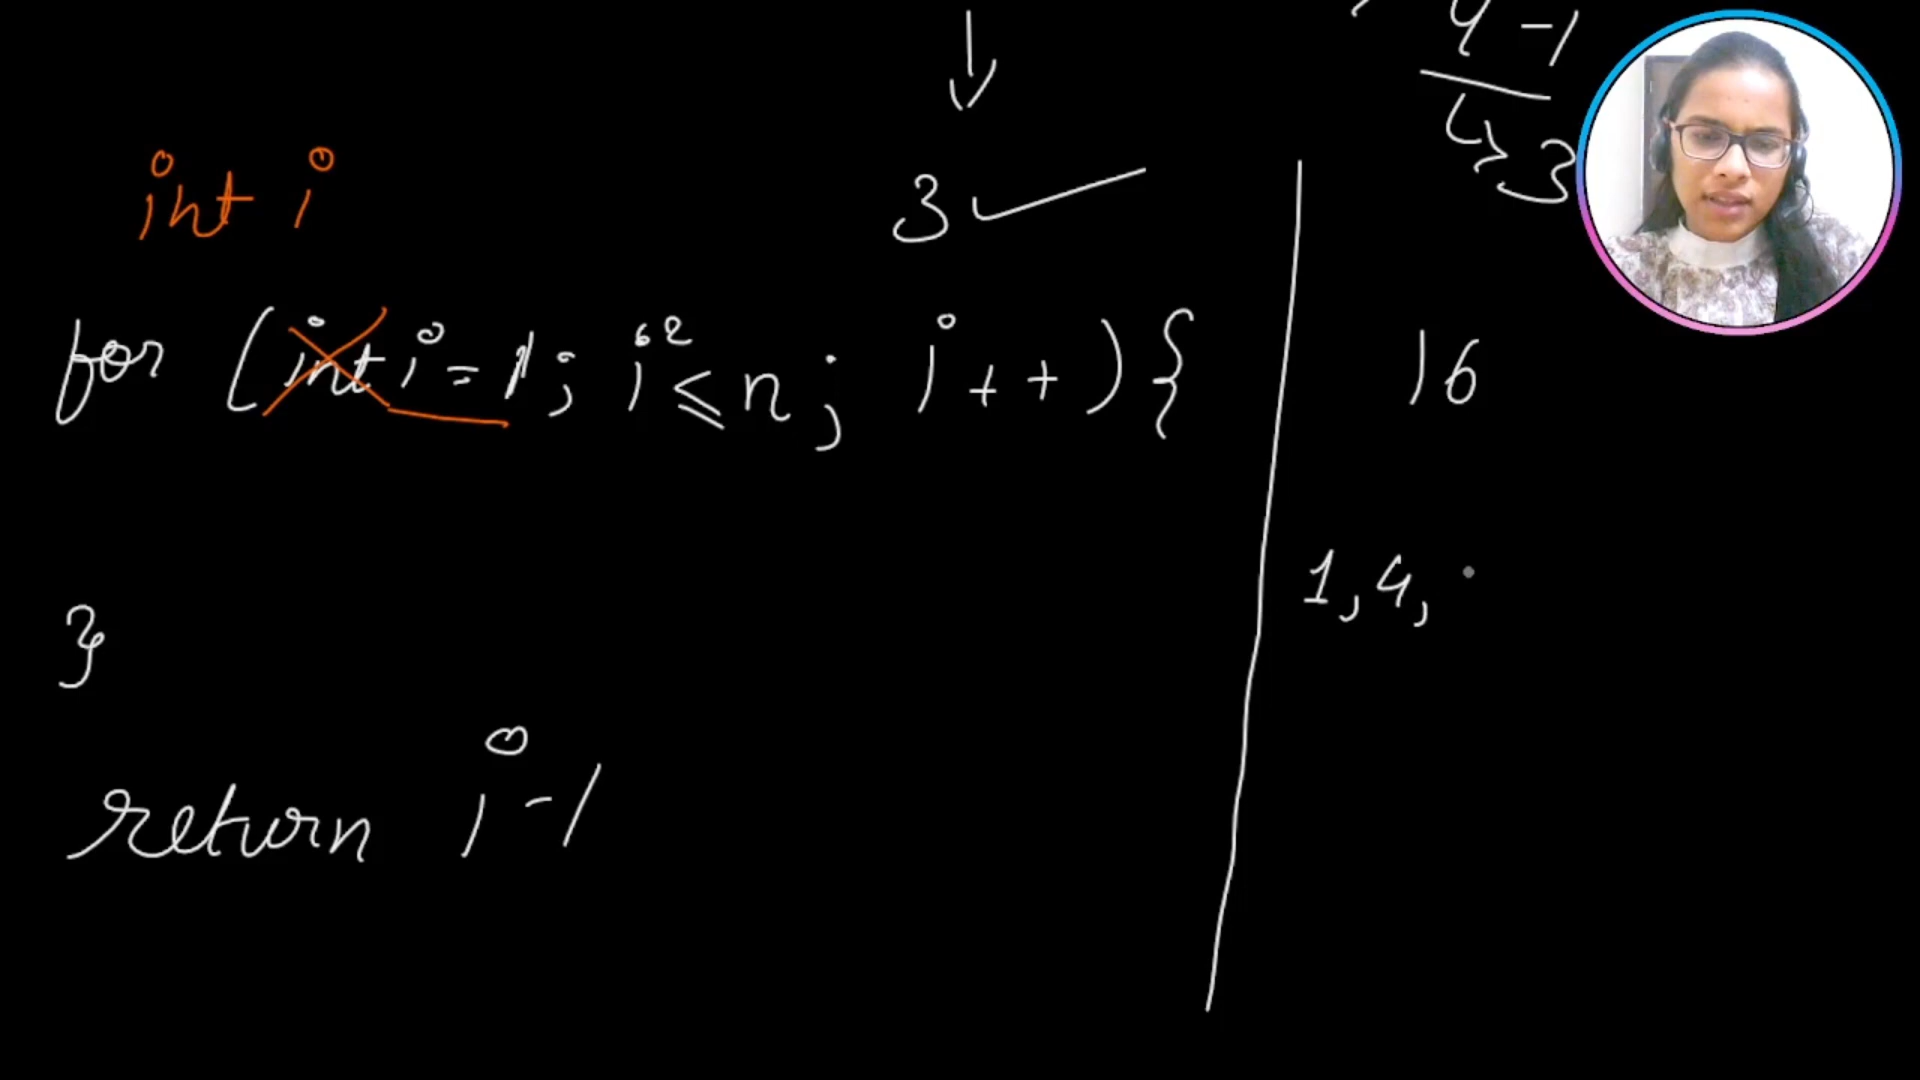 4-1
↳ 3
int i
3 ✓
for (int i = 1; i² ≤ n; i++) {
16
1, 4,
}
return i-1